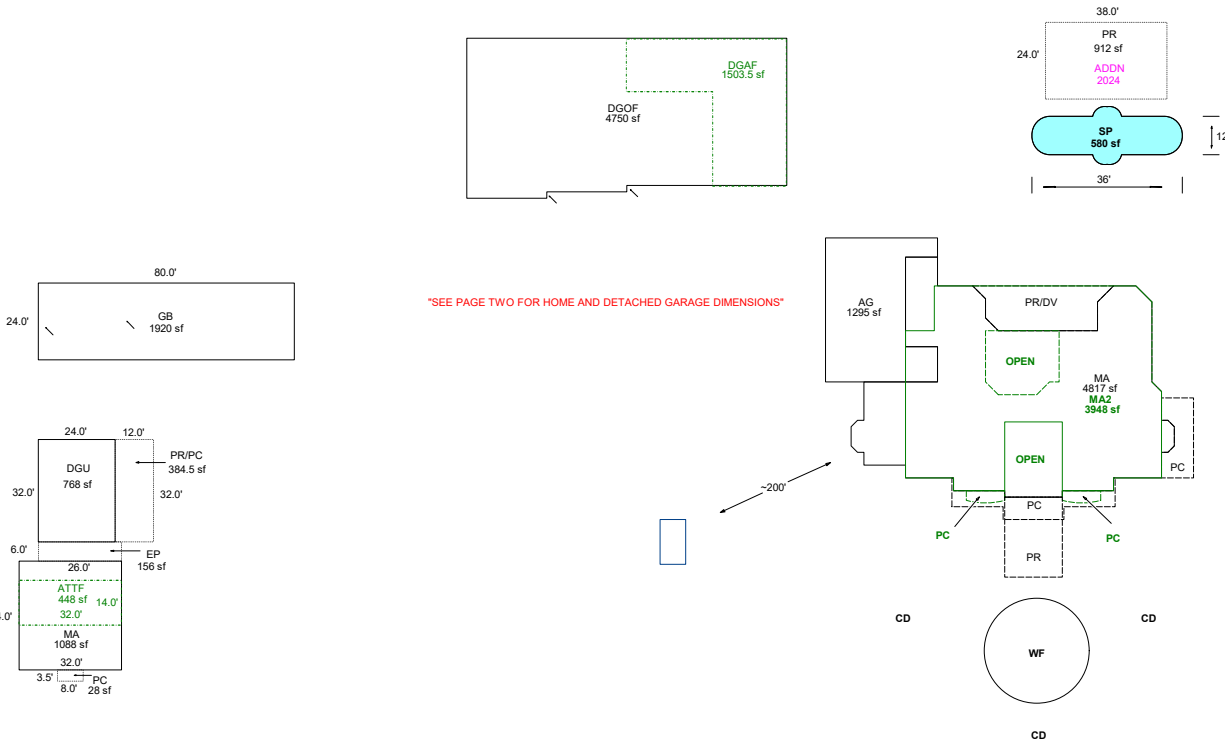 38.0'
PR
912 sf
24.0'
ADDN
2024
DGAF
1503.5 sf
DGOF
4750 sf
SP
580 sf
12
36'
80.0'
24.0'
GB
1920 sf
"SEE PAGE TWO FOR HOME AND DETACHED GARAGE DIMENSIONS"
AG
1295 sf
PR/DV
OPEN
MA
4817 sf
MA2
3948 sf
OPEN
PC
24.0'
12.0'
DGU
768 sf
PR/PC
384.5 sf
32.0'
32.0'
~200'
PC
PC
PC
6.0'
EP
156 sf
PR
26.0'
ATTF
448 sf
14.0'
32.0'
4.0'
MA
1088 sf
32.0'
3.5'
PC
8.0'
28 sf
CD
CD
WF
CD